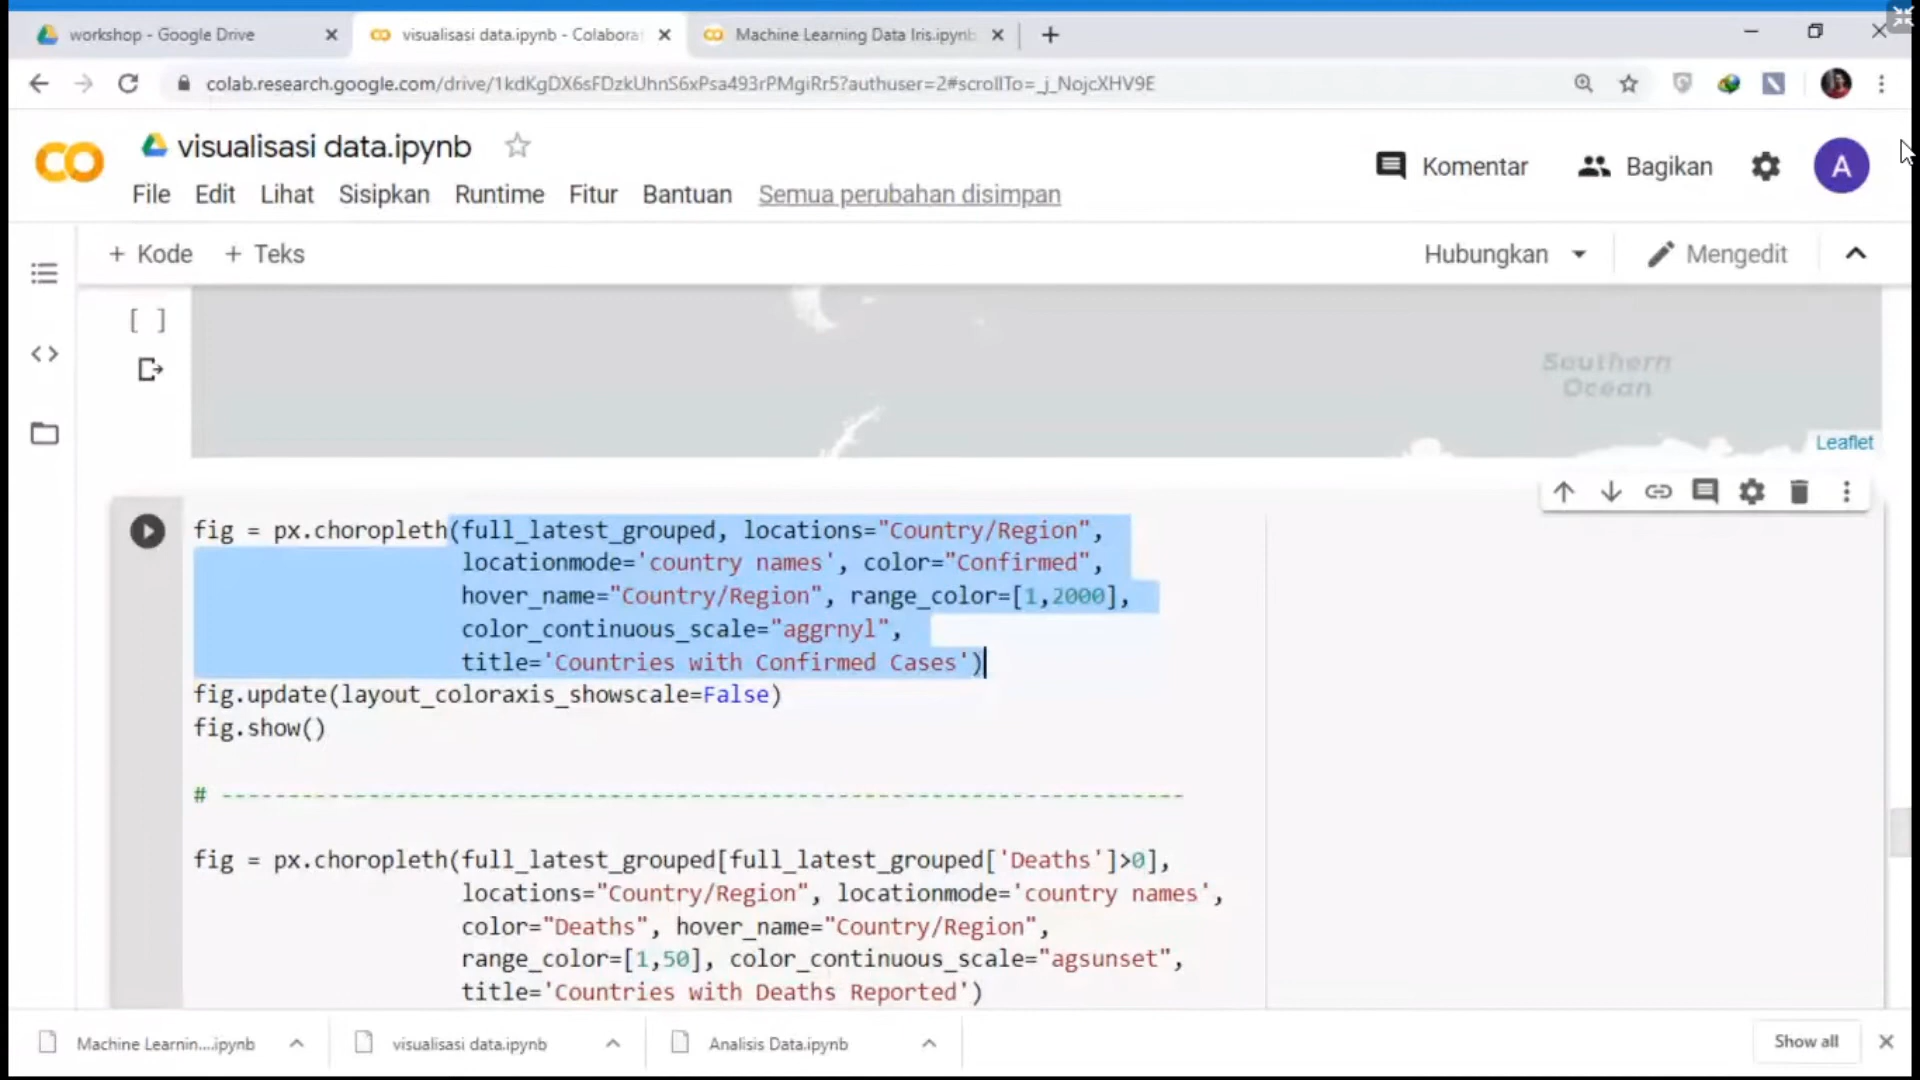 workshop - Google Drive
visualisasi data.ipynb - Colabora
Machine Learning Data Iris.ipynb
colab.research.google.com/drive/1kdKgDX6sFDzkUhnS6xPsa493rPMgiRr5?authuser=2#scrollTo=_j_NojcXHV9E
CO
visualisasi data.ipynb
Komentar
Bagikan
A
File Edit Lihat Sisipkan Runtime Fitur Bantuan Semua perubahan disimpan
+ Kode + Teks
Hubungkan
Mengedit
[ ]
Southern
Ocean
Leaflet
fig = px.choropleth(full_latest_grouped, locations="Country/Region",
locationmode='country names', color="Confirmed",
hover_name="Country/Region", range_color=[1,2000],
color_continuous_scale="aggrnyl",
title='Countries with Confirmed Cases')
fig.update(layout_coloraxis_showscale=False)
fig.show()
# ------------------------------------------------------------------------
fig = px.choropleth(full_latest_grouped[full_latest_grouped['Deaths']>0],
locations="Country/Region", locationmode='country names',
color="Deaths", hover_name="Country/Region",
range_color=[1,50], color_continuous_scale="agsunset",
title='Countries with Deaths Reported')
Machine Learnin....ipynb
visualisasi data.ipynb
Analisis Data.ipynb
Show all